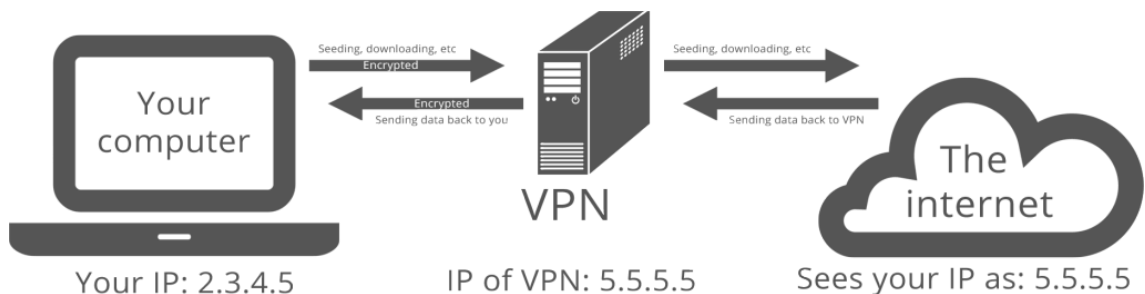 Seeding, downloading, etc
Encrypted
Encrypted
Sending data back to you
Seeding, downloading, etc
Sending data back to VPN
Your
computer
VPN
The
internet
Your IP: 2.3.4.5
IP of VPN: 5.5.5.5
Sees your IP as: 5.5.5.5